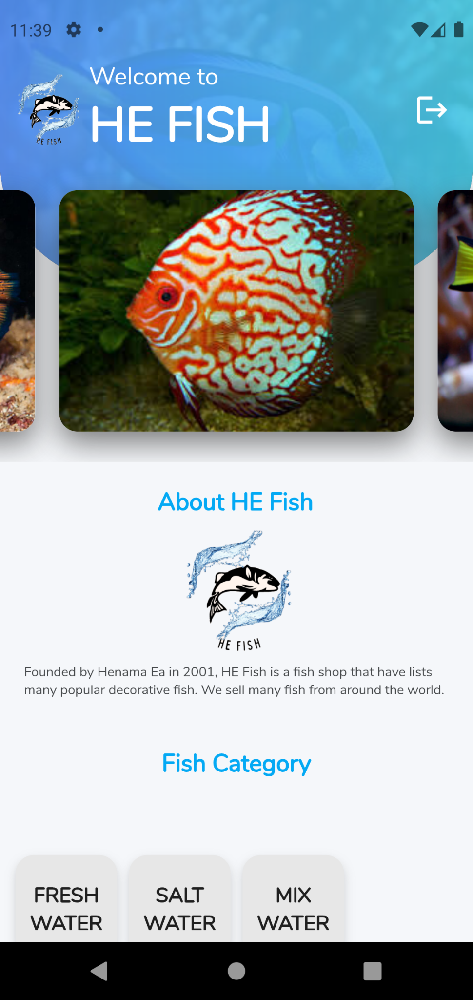 11:39
Welcome to
HE FISH
HE FISH
About HE Fish
HE FISH
Founded by Henama Ea in 2001, HE Fish is a fish shop that have lists
many popular decorative fish. We sell many fish from around the world.
Fish Category
FRESH
WATER
SALT
WATER
MIX
WATER